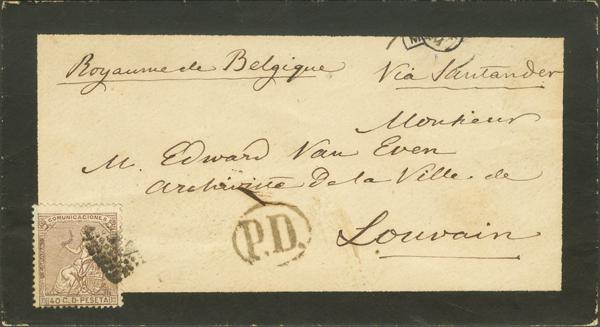 Royaume de Belgique
Via Santander
Monsieur
M. Edward Van Even
Archiviste de la Ville de
Louvain
P.D.
COMUNICACIONES
40 C. D. PESETA